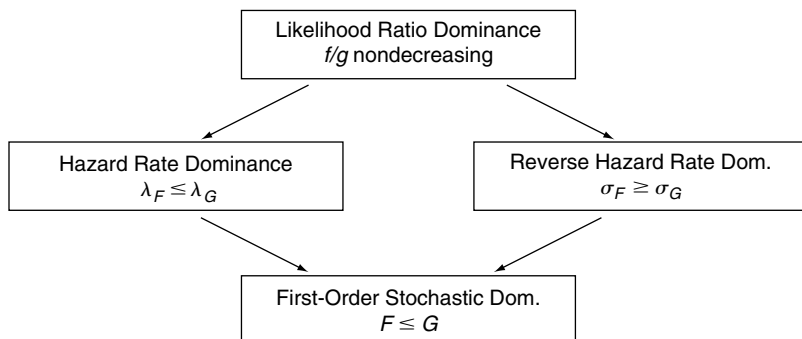 Likelihood Ratio Dominance
f/g nondecreasing
Hazard Rate Dominance
λ_F ≤ λ_G
Reverse Hazard Rate Dom.
σ_F ≥ σ_G
First-Order Stochastic Dom.
F ≤ G